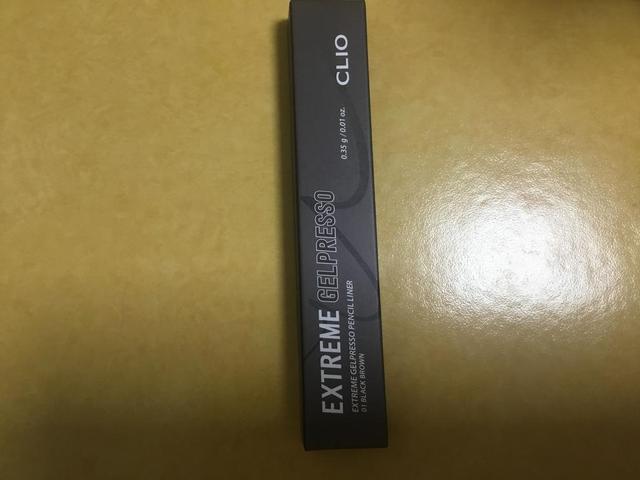 EXTREME GELPRESSO
EXTREME GELPRESSO PENCIL LINER
01 BLACK BROWN
0.35 g / 0.01 oz.
CLIO